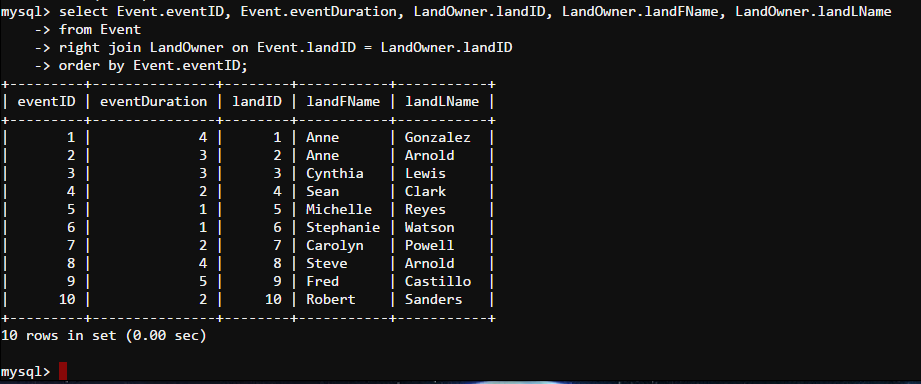 mysql> select Event.eventID, Event.eventDuration, LandOwner.landID, LandOwner.landFName, LandOwner.landLName
    -> from Event
    -> right join LandOwner on Event.landID = LandOwner.landID
    -> order by Event.eventID;
+---------+---------------+--------+-----------+-----------+
| eventID | eventDuration | landID | landFName | landLName |
+---------+---------------+--------+-----------+-----------+
|       1 |             4 |      1 | Anne      | Gonzalez  |
|       2 |             3 |      2 | Anne      | Arnold    |
|       3 |             3 |      3 | Cynthia   | Lewis     |
|       4 |             2 |      4 | Sean      | Clark     |
|       5 |             1 |      5 | Michelle  | Reyes     |
|       6 |             1 |      6 | Stephanie | Watson    |
|       7 |             2 |      7 | Carolyn   | Powell    |
|       8 |             4 |      8 | Steve     | Arnold    |
|       9 |             5 |      9 | Fred      | Castillo  |
|      10 |             2 |     10 | Robert    | Sanders   |
+---------+---------------+--------+-----------+-----------+
10 rows in set (0.00 sec)
mysql>